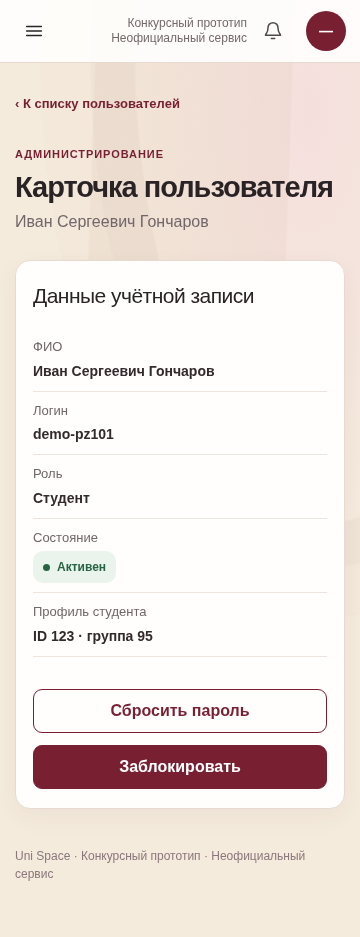 Конкурсный прототип
Неофициальный сервис
—
‹ К списку пользователей
АДМИНИСТРИРОВАНИЕ
Карточка пользователя
Иван Сергеевич Гончаров
Данные учётной записи
ФИО
Иван Сергеевич Гончаров
Логин
demo-pz101
Роль
Студент
Состояние
Активен
Профиль студента
ID 123 · группа 95
Сбросить пароль
Заблокировать
Uni Space · Конкурсный прототип · Неофициальный
сервис